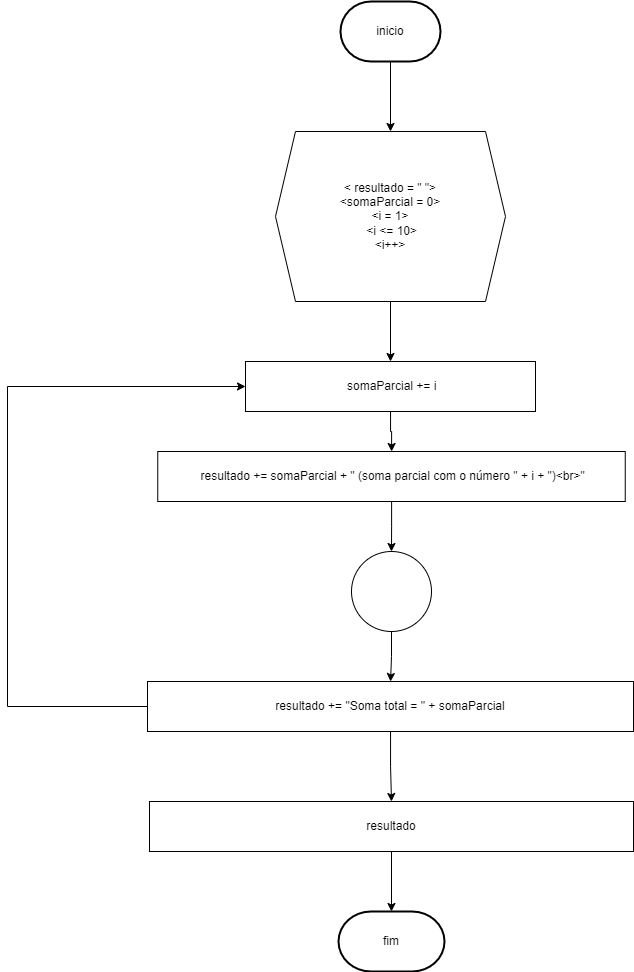 inicio
< resultado = " ">
<somaParcial = 0>
<i = 1>
<i <= 10>
<i++>
somaParcial += i
resultado += somaParcial + " (soma parcial com o número " + i + ")<br>"
resultado += "Soma total = " + somaParcial
resultado
fim